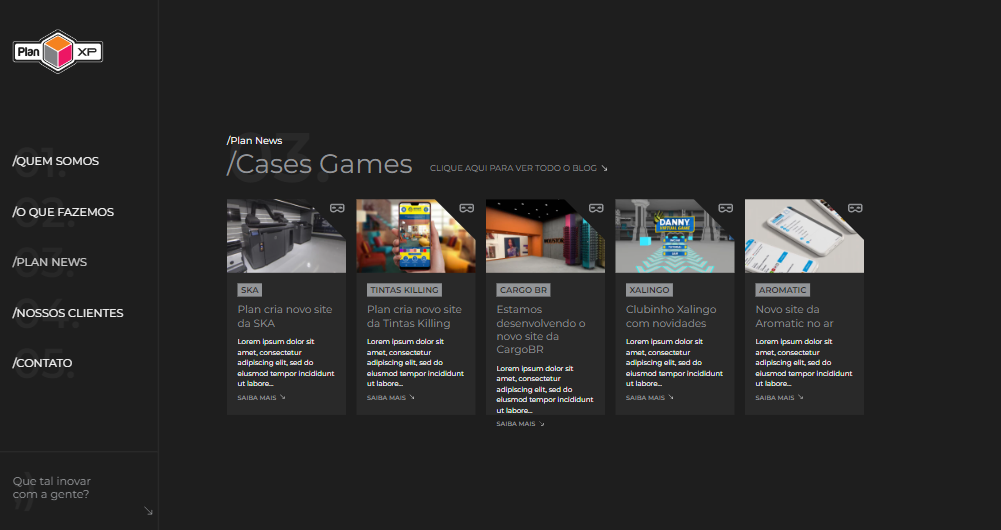 Plan XP
01.
/QUEM SOMOS
02.
/O QUE FAZEMOS
03.
/PLAN NEWS
04.
/NOSSOS CLIENTES
05.
/CONTATO
Que tal inovar
com a gente?
03.
/Plan News
/Cases Games
CLIQUE AQUI PARA VER TODO O BLOG
SKA
Plan cria novo site
da SKA
Lorem ipsum dolor sit
amet, consectetur
adipiscing elit, sed do
eiusmod tempor incididunt
ut labore...
SAIBA MAIS
TINTAS KILLING
Plan cria novo site
da Tintas Killing
Lorem ipsum dolor sit
amet, consectetur
adipiscing elit, sed do
eiusmod tempor incididunt
ut labore...
SAIBA MAIS
CARGO BR
Estamos
desenvolvendo o
novo site da
CargoBR
Lorem ipsum dolor sit
amet, consectetur
adipiscing elit, sed do
eiusmod tempor incididunt
ut labore...
SAIBA MAIS
DANNY
VIRTUAL GAME
XALINGO
Clubinho Xalingo
com novidades
Lorem ipsum dolor sit
amet, consectetur
adipiscing elit, sed do
eiusmod tempor incididunt
ut labore...
SAIBA MAIS
AROMATIC
Novo site da
Aromatic no ar
Lorem ipsum dolor sit
amet, consectetur
adipiscing elit, sed do
eiusmod tempor incididunt
ut labore...
SAIBA MAIS